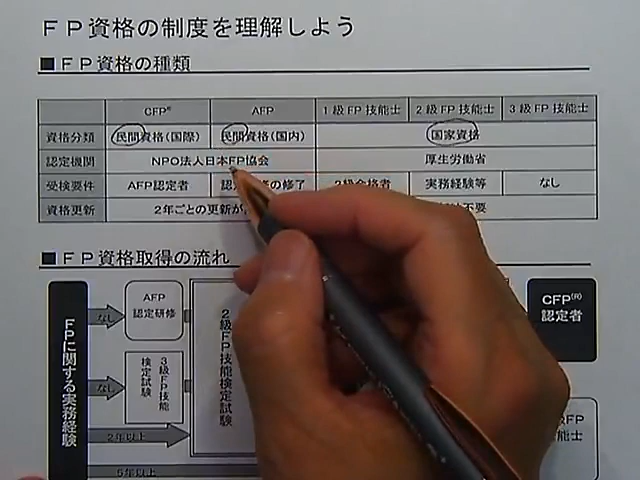 ＦＰ資格の制度を理解しよう
■ＦＰ資格の種類
CFP® AFP １級ＦＰ技能士 ２級ＦＰ技能士 ３級ＦＰ技能士
資格分類 民間資格(国際) 民間資格(国内) 国家資格
認定機関 NPO法人日本FP協会 厚生労働省
受検要件 AFP認定者 の修了 2級合格者 実務経験等 なし
資格更新 2年ごとの更新が 不要
■ＦＰ資格取得の流れ
FPに関する実務経験
なし
AFP
認定研修
なし
3級FP技能
検定試験
2年以上
5年以上
2級FP技能検定試験
CFP(R)
認定者